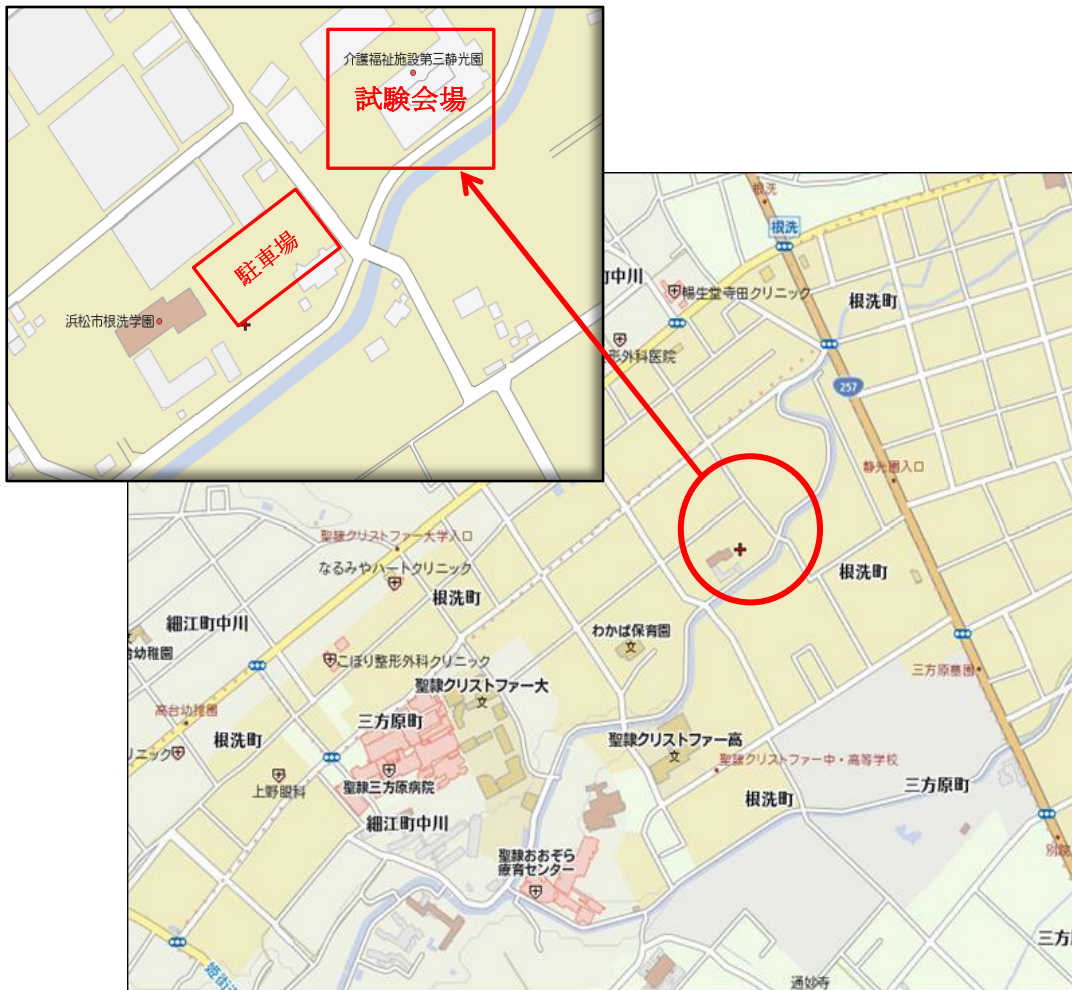 介護福祉施設第三静光園
試験会場
駐車場
浜松市根洗学園
根洗
根洗
町中川
暢生堂寺田クリニック
根洗町
形外科医院
257
静光園入口
聖隷クリストファー大学入口
なるみやハートクリニック
根洗町
根洗町
細江町中川
わかば保育園
台幼稚園
こぼり整形外科クリニック
三方原墓園
聖隷クリストファー大
高台幼稚園
三方原町
根洗町
聖隷クリストファー高
リニック
聖隷クリストファー中・高等学校
上野眼科
聖隷三方原病院
三方原町
根洗町
細江町中川
聖隷おおぞら
療育センター
別院
三方
姫街道
通妙寺